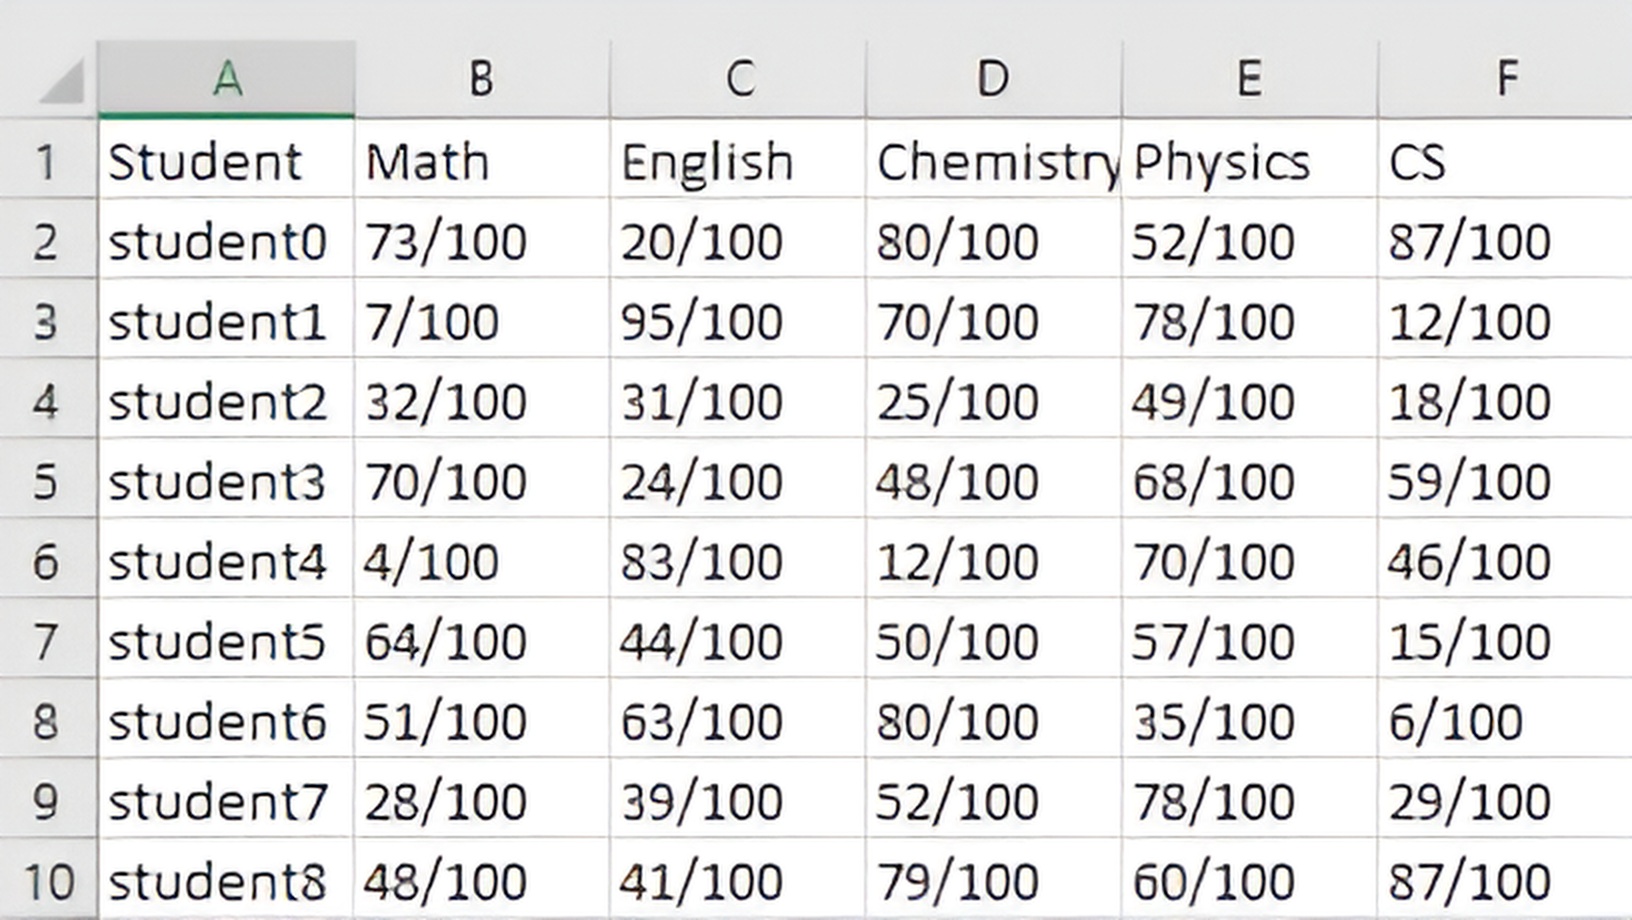 A B C D E F
1 Student Math English Chemistry Physics CS
2 student0 73/100 20/100 80/100 52/100 87/100
3 student1 7/100 95/100 70/100 78/100 12/100
4 student2 32/100 31/100 25/100 49/100 18/100
5 student3 70/100 24/100 48/100 68/100 59/100
6 student4 4/100 83/100 12/100 70/100 46/100
7 student5 64/100 44/100 50/100 57/100 15/100
8 student6 51/100 63/100 80/100 35/100 6/100
9 student7 28/100 39/100 52/100 78/100 29/100
10 student8 48/100 41/100 79/100 60/100 87/100